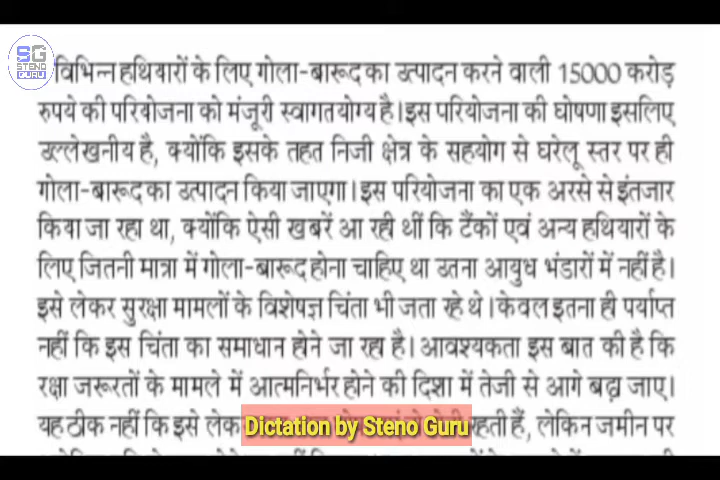 SG
STENO
GURU
विभिन्न हथियारों के लिए गोला-बारूद का उत्पादन करने वाली 15000 करोड़
रुपये की परियोजना को मंजूरी स्वागतयोग्य है। इस परियोजना की घोषणा इसलिए
उल्लेखनीय है, क्योंकि इसके तहत निजी क्षेत्र के सहयोग से घरेलू स्तर पर ही
गोला-बारूद का उत्पादन किया जाएगा। इस परियोजना का एक अरसे से इंतजार
किया जा रहा था, क्योंकि ऐसी खबरें आ रही थीं कि टैंकों एवं अन्य हथियारों के
लिए जितनी मात्रा में गोला-बारूद होना चाहिए था उतना आयुध भंडारों में नहीं है।
इसे लेकर सुरक्षा मामलों के विशेषज्ञ चिंता भी जता रहे थे। केवल इतना ही पर्याप्त
नहीं कि इस चिंता का समाधान होने जा रहा है। आवश्यकता इस बात की है कि
रक्षा जरूरतों के मामले में आत्मनिर्भर होने की दिशा में तेजी से आगे बढ़ा जाए।
यह ठीक नहीं कि इसे लेक रहती हैं, लेकिन जमीन पर
Dictation by Steno Guru